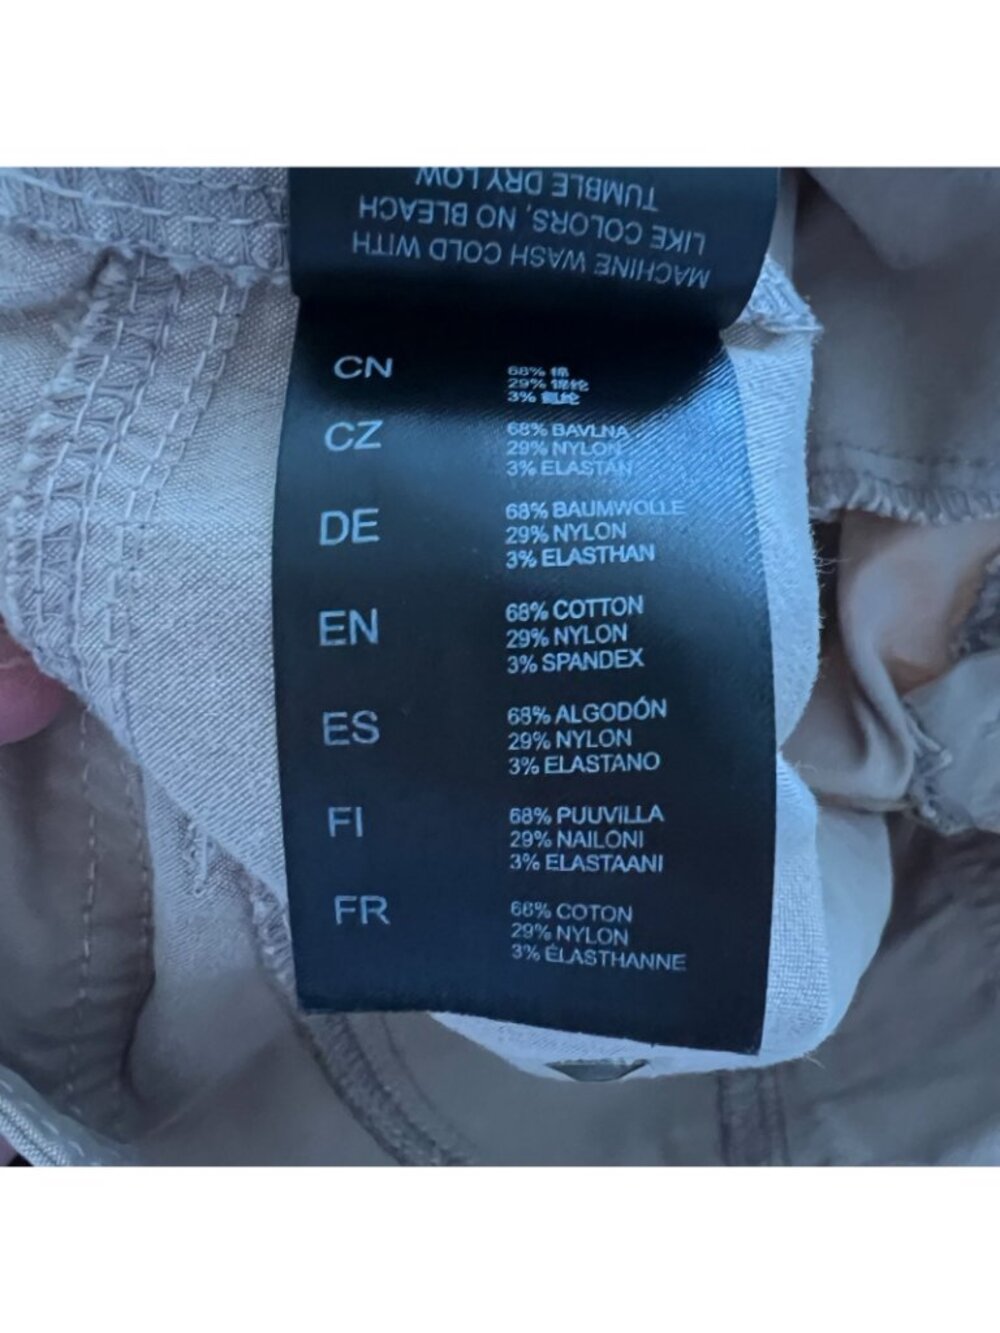 MACHINE WASH COLD WITH
LIKE COLORS, NO BLEACH
TUMBLE DRY LOW
CN
68% 棉
29% 锦纶
3% 氨纶
CZ
68% BAVLNA
29% NYLON
3% ELASTAN
DE
68% BAUMWOLLE
29% NYLON
3% ELASTHAN
EN
68% COTTON
29% NYLON
3% SPANDEX
ES
68% ALGODÓN
29% NYLON
3% ELASTANO
FI
68% PUUVILLA
29% NAILONI
3% ELASTAANI
FR
68% COTON
29% NYLON
3% ÉLASTHANNE